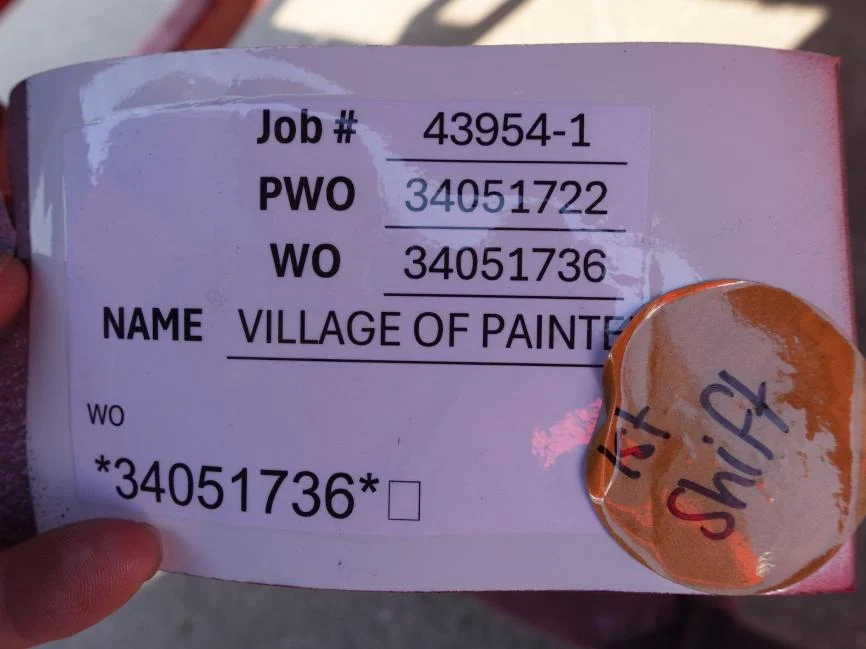 Job # 43954-1
PWO 34051722
WO 34051736
NAME VILLAGE OF PAINTE
WO
*34051736*
1st
Shift